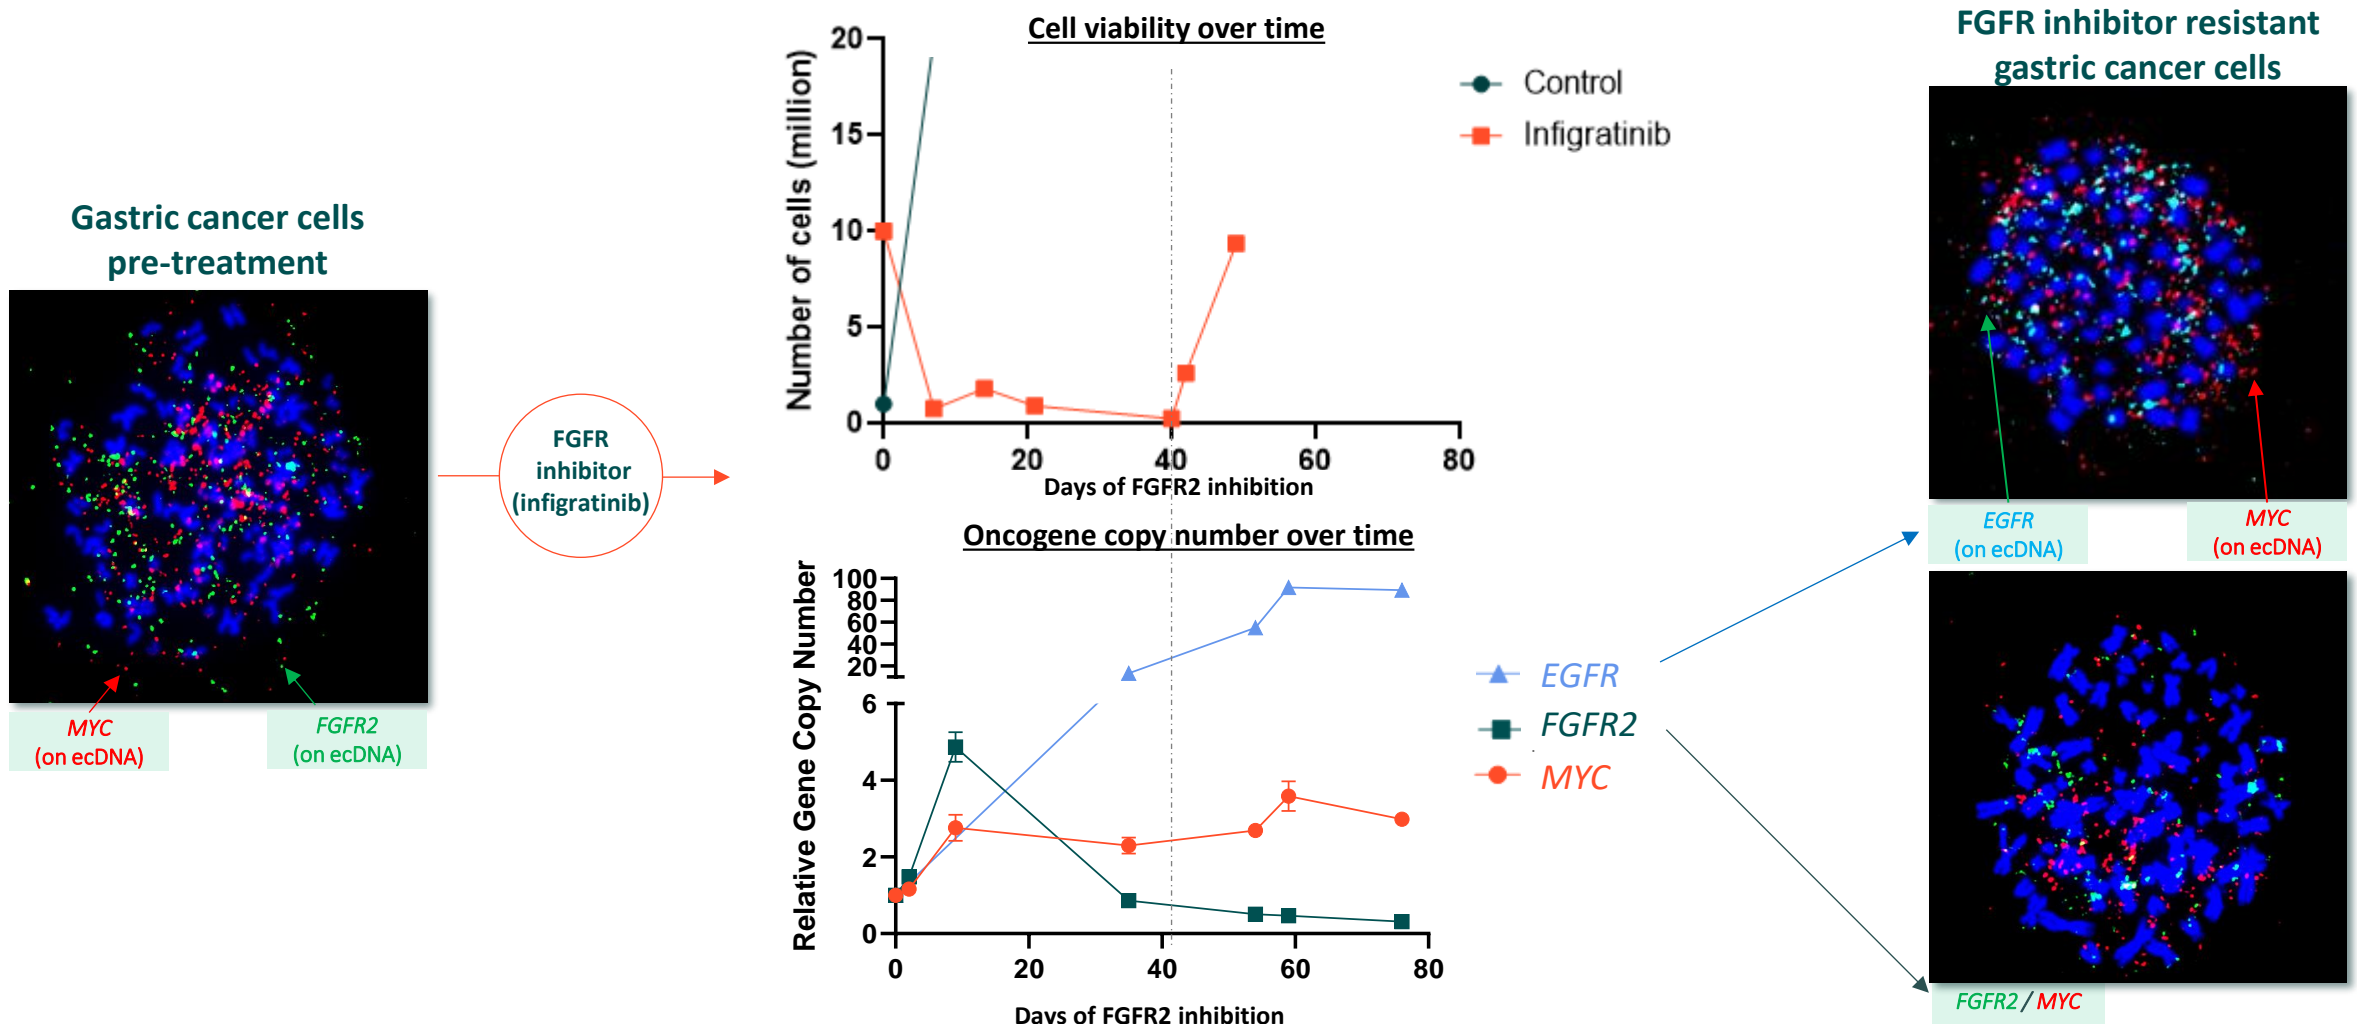 Gastric cancer cells
pre-treatment
MYC
(on ecDNA)
FGFR2
(on ecDNA)
FGFR
inhibitor
(infigratinib)
Cell viability over time
Number of cells (million)
20
15
10
5
0
0 20 40 60 80
Days of FGFR2 inhibition
Control
Infigratinib
Oncogene copy number over time
Relative Gene Copy Number
100
80
60
40
20
6
4
2
0
0 20 40 60 80
Days of FGFR2 inhibition
EGFR
FGFR2
MYC
FGFR inhibitor resistant
gastric cancer cells
EGFR
(on ecDNA)
MYC
(on ecDNA)
FGFR2 / MYC